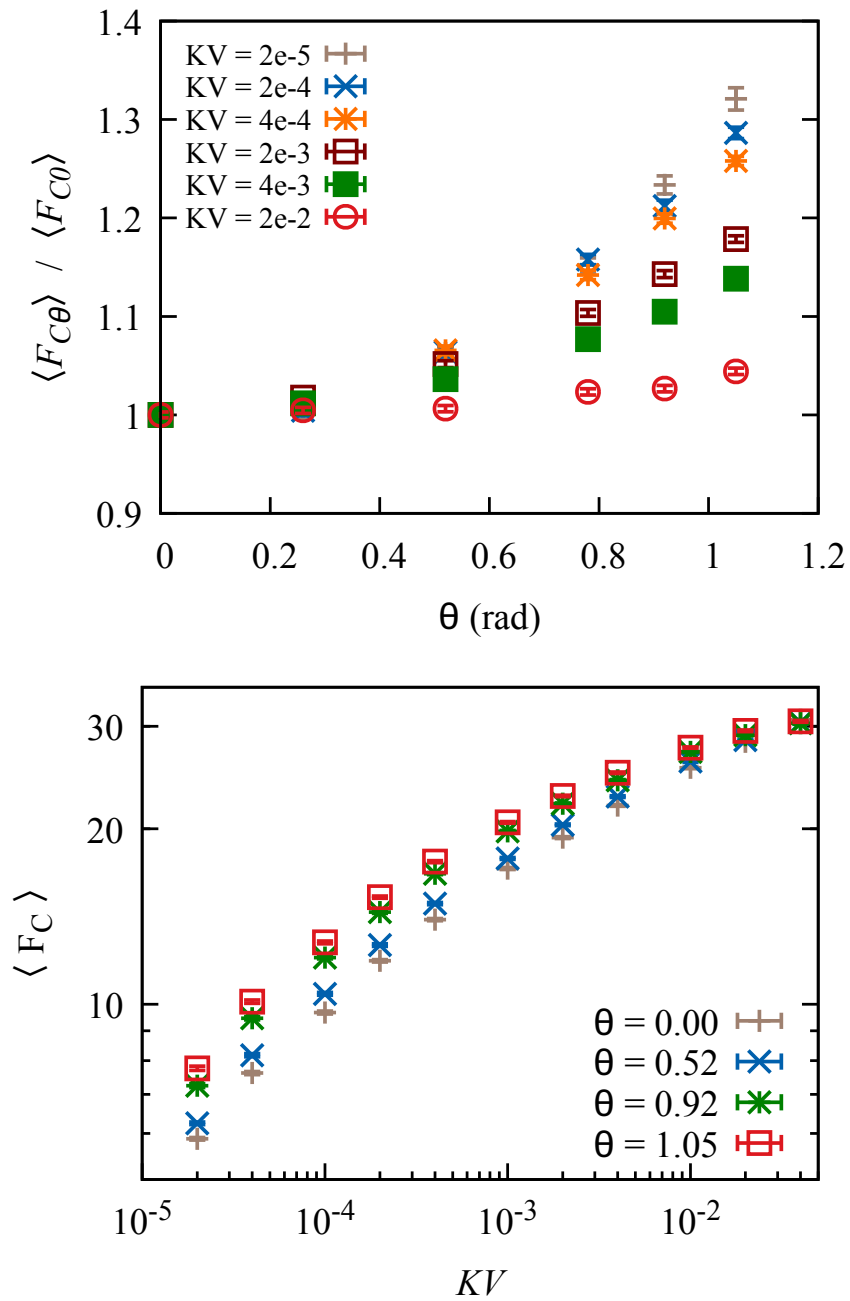 1.4
1.3
1.2
1.1
1
0.9
⟨F_Cθ⟩ / ⟨F_C0⟩
KV = 2e-5
KV = 2e-4
KV = 4e-4
KV = 2e-3
KV = 4e-3
KV = 2e-2
0 0.2 0.4 0.6 0.8 1 1.2
θ (rad)
30
20
10
⟨ F_C ⟩
θ = 0.00
θ = 0.52
θ = 0.92
θ = 1.05
10⁻⁵ 10⁻⁴ 10⁻³ 10⁻²
KV